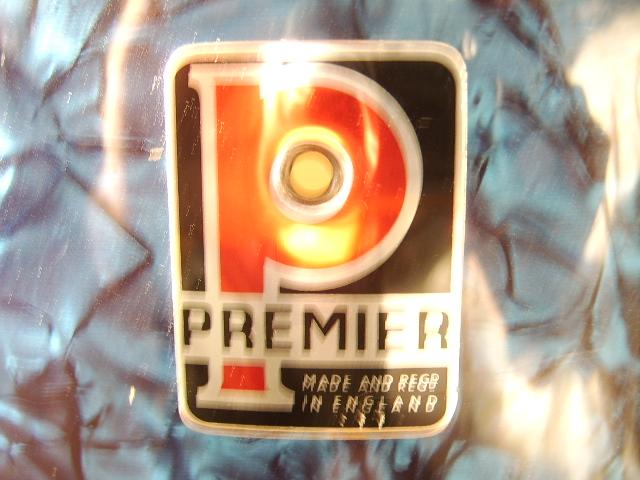 P
PREMIER
MADE AND REGD
IN ENGLAND